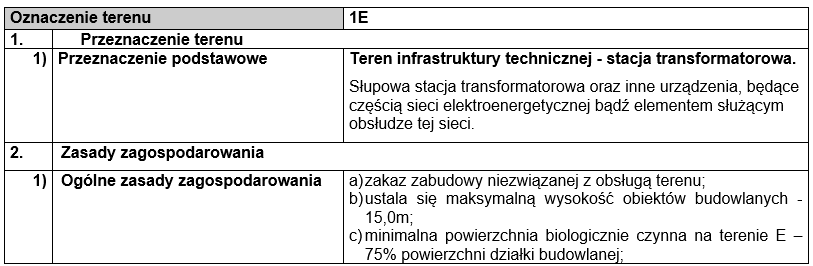 Oznaczenie terenu 1E
1. Przeznaczenie terenu
1) Przeznaczenie podstawowe Teren infrastruktury technicznej - stacja transformatorowa.
Słupowa stacja transformatorowa oraz inne urządzenia, będące
częścią sieci elektroenergetycznej bądź elementem służącym
obsłudze tej sieci.
2. Zasady zagospodarowania
1) Ogólne zasady zagospodarowania a) zakaz zabudowy niezwiązanej z obsługą terenu;
b) ustala się maksymalną wysokość obiektów budowlanych -
15,0m;
c) minimalna powierzchnia biologicznie czynna na terenie E –
75% powierzchni działki budowlanej;